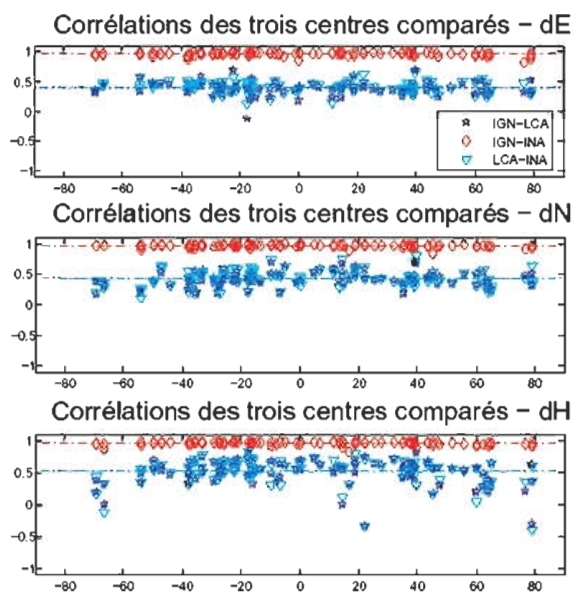 Corrélations des trois centres comparés – dE
1
0.5
0
–0.5
–1
IGN–LCA
IGN–INA
LCA–INA
–80 –60 –40 –20 0 20 40 60 80
Corrélations des trois centres comparés – dN
1
0.5
0
–0.5
–1
–80 –60 –40 –20 0 20 40 60 80
Corrélations des trois centres comparés – dH
1
0.5
0
–0.5
–1
–80 –60 –40 –20 0 20 40 60 80